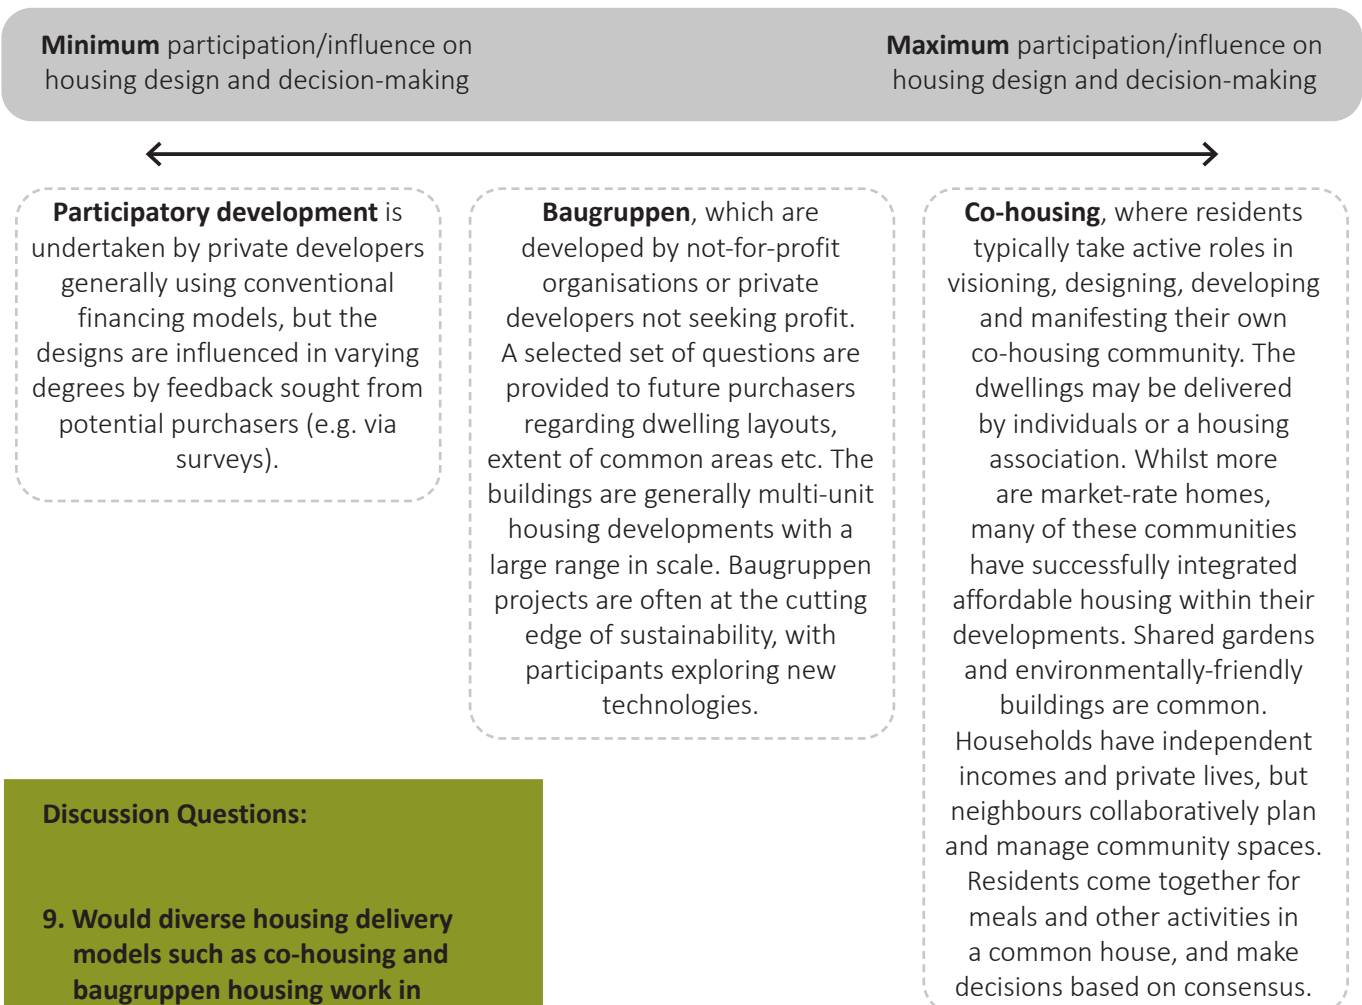 Minimum participation/influence on
housing design and decision-making
Maximum participation/influence on
housing design and decision-making
Participatory development is
undertaken by private developers
generally using conventional
financing models, but the
designs are influenced in varying
degrees by feedback sought from
potential purchasers (e.g. via
surveys).
Baugruppen, which are
developed by not-for-profit
organisations or private
developers not seeking profit.
A selected set of questions are
provided to future purchasers
regarding dwelling layouts,
extent of common areas etc. The
buildings are generally multi-unit
housing developments with a
large range in scale. Baugruppen
projects are often at the cutting
edge of sustainability, with
participants exploring new
technologies.
Co-housing, where residents
typically take active roles in
visioning, designing, developing
and manifesting their own
co-housing community. The
dwellings may be delivered
by individuals or a housing
association. Whilst more
are market-rate homes,
many of these communities
have successfully integrated
affordable housing within their
developments. Shared gardens
and environmentally-friendly
buildings are common.
Households have independent
incomes and private lives, but
neighbours collaboratively plan
and manage community spaces.
Residents come together for
meals and other activities in
a common house, and make
decisions based on consensus.
Discussion Questions:
9. Would diverse housing delivery
models such as co-housing and
baugruppen housing work in